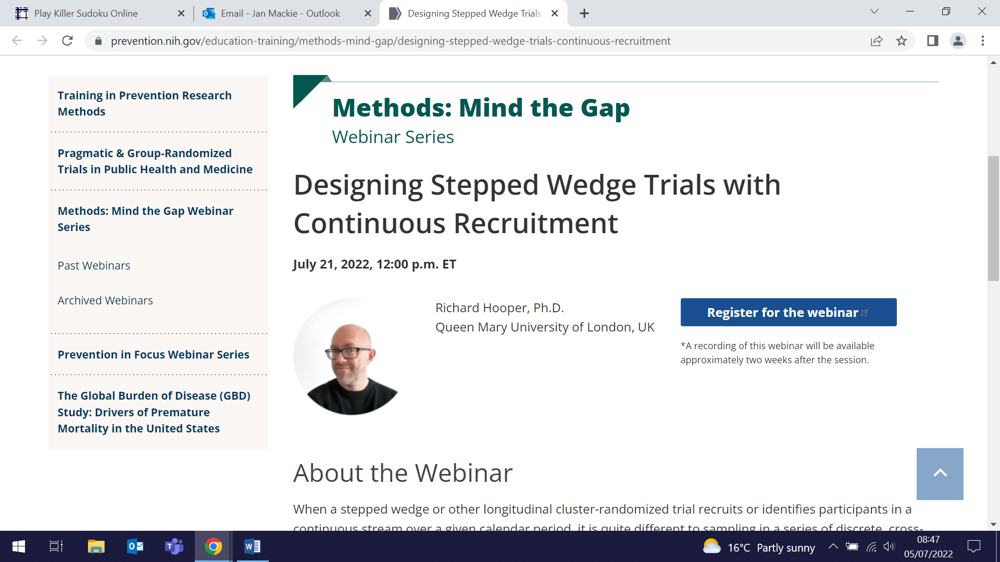 Play Killer Sudoku Online
Email - Jan Mackie - Outlook
Designing Stepped Wedge Trials
prevention.nih.gov/education-training/methods-mind-gap/designing-stepped-wedge-trials-continuous-recruitment
Training in Prevention Research
Methods
Pragmatic & Group-Randomized
Trials in Public Health and Medicine
Methods: Mind the Gap Webinar
Series
Past Webinars
Archived Webinars
Prevention in Focus Webinar Series
The Global Burden of Disease (GBD)
Study: Drivers of Premature
Mortality in the United States
Methods: Mind the Gap
Webinar Series
Designing Stepped Wedge Trials with
Continuous Recruitment
July 21, 2022, 12:00 p.m. ET
Richard Hooper, Ph.D.
Queen Mary University of London, UK
Register for the webinar
*A recording of this webinar will be available
approximately two weeks after the session.
About the Webinar
When a stepped wedge or other longitudinal cluster-randomized trial recruits or identifies participants in a
continuous stream over a given calendar period, it is quite different to sampling in a series of discrete, cross-
16°C Partly sunny
08:47
05/07/2022